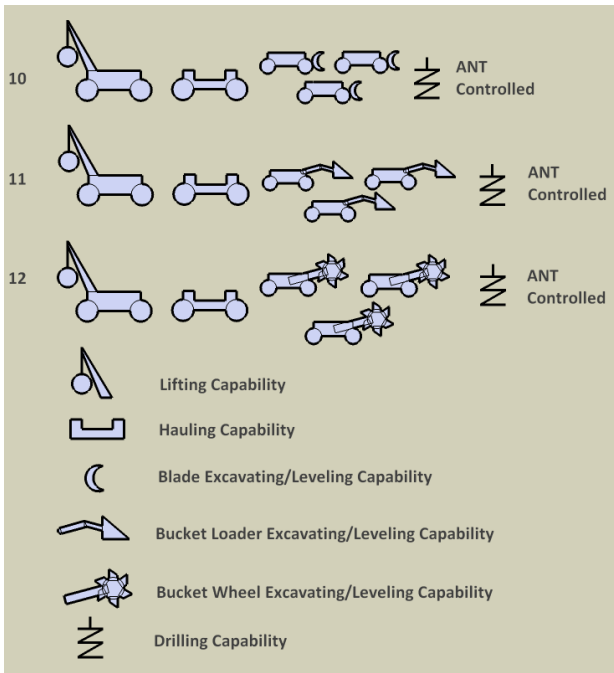 10
ANT
Controlled
11
ANT
Controlled
12
ANT
Controlled
Lifting Capability
Hauling Capability
Blade Excavating/Leveling Capability
Bucket Loader Excavating/Leveling Capability
Bucket Wheel Excavating/Leveling Capability
Drilling Capability